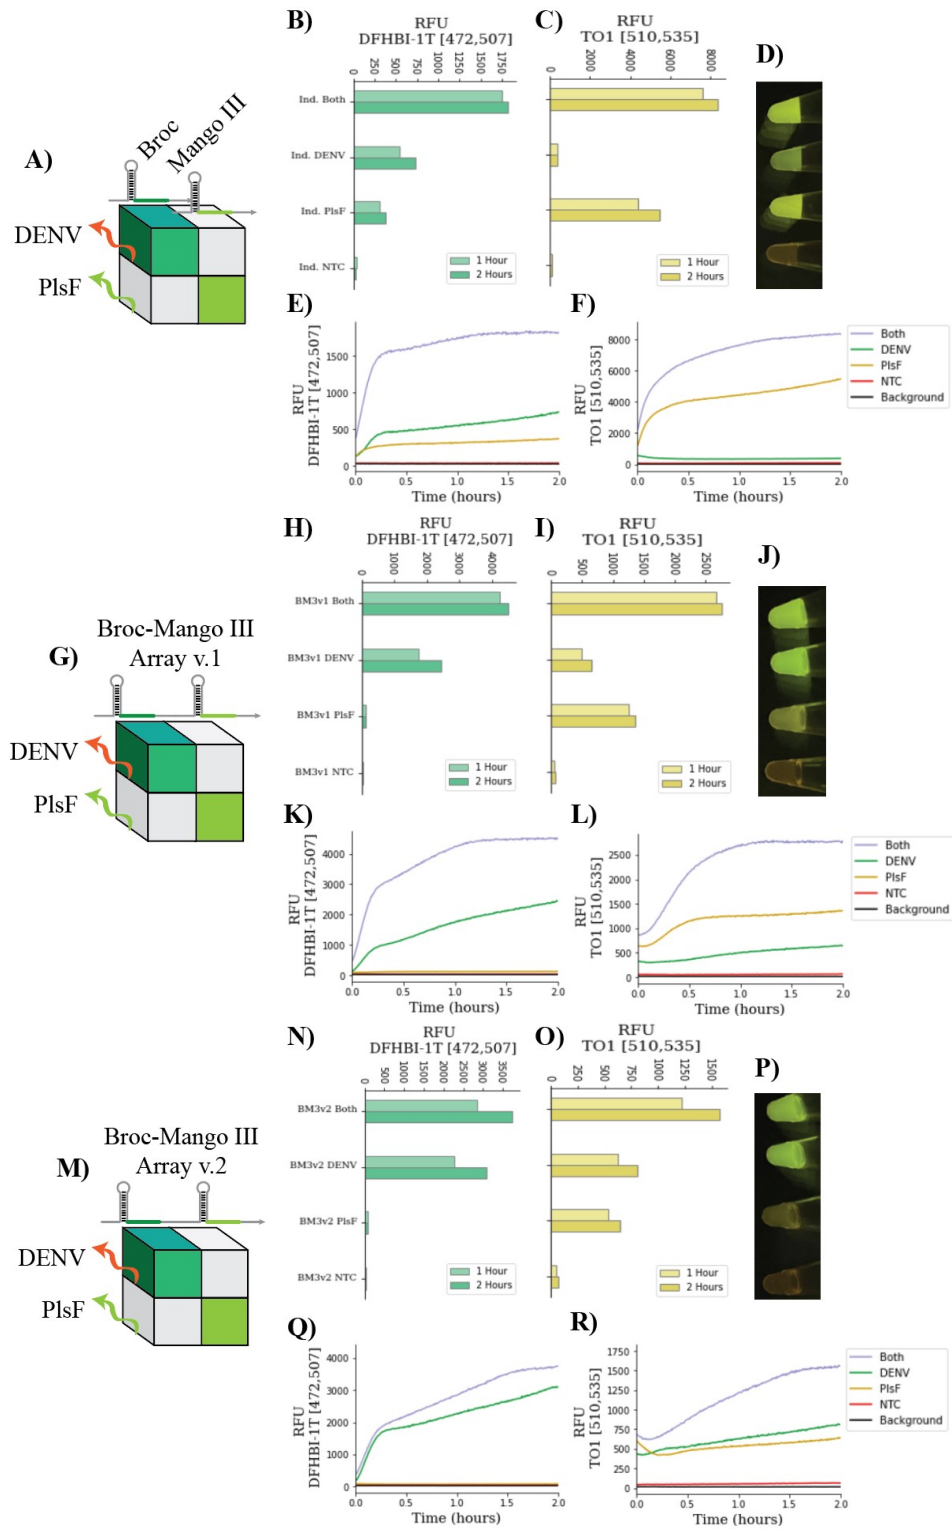 B)
RFU
DFHBI-1T [472,507]
0
250
500
750
1000
1250
1500
1750
Ind. Both
Ind. DENV
Ind. PlsF
Ind. NTC
1 Hour
2 Hours
C)
RFU
TO1 [510,535]
0
2000
4000
6000
8000
1 Hour
2 Hours
D)
A)
Broc
Mango III
DENV
PlsF
E)
RFU
DFHBI-1T [472,507]
1500
1000
500
0
0.0
0.5
1.0
1.5
2.0
Time (hours)
F)
RFU
TO1 [510,535]
8000
6000
4000
2000
0
0.0
0.5
1.0
1.5
2.0
Time (hours)
Both
DENV
PlsF
NTC
Background
H)
RFU
DFHBI-1T [472,507]
0
1000
2000
3000
4000
BM3v1 Both
BM3v1 DENV
BM3v1 PlsF
BM3v1 NTC
1 Hour
2 Hours
I)
RFU
TO1 [510,535]
0
500
1000
1500
2000
2500
1 Hour
2 Hours
J)
G)
Broc-Mango III
Array v.1
DENV
PlsF
K)
RFU
DFHBI-1T [472,507]
4000
3000
2000
1000
0
0.0
0.5
1.0
1.5
2.0
Time (hours)
L)
RFU
TO1 [510,535]
2500
2000
1500
1000
500
0
0.0
0.5
1.0
1.5
2.0
Time (hours)
Both
DENV
PlsF
NTC
Background
N)
RFU
DFHBI-1T [472,507]
0
500
1000
1500
2000
2500
3000
3500
BM3v2 Both
BM3v2 DENV
BM3v2 PlsF
BM3v2 NTC
1 Hour
2 Hours
O)
RFU
TO1 [510,535]
0
250
500
750
1000
1250
1500
1 Hour
2 Hours
P)
M)
Broc-Mango III
Array v.2
DENV
PlsF
Q)
RFU
DFHBI-1T [472,507]
4000
3000
2000
1000
0
0.0
0.5
1.0
1.5
2.0
Time (hours)
R)
RFU
TO1 [510,535]
1750
1500
1250
1000
750
500
250
0
0.0
0.5
1.0
1.5
2.0
Time (hours)
Both
DENV
PlsF
NTC
Background